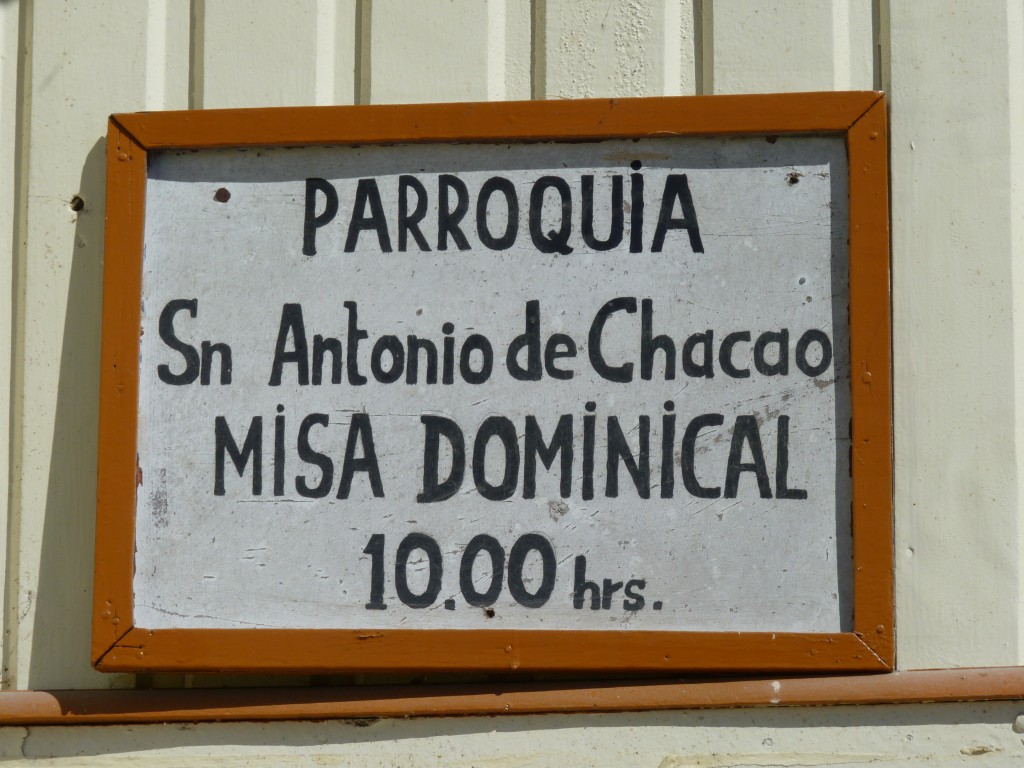 PARROQUiA
Sn Antonio de Chacao
MiSA DOMiNiCAL
10.00 hrs.